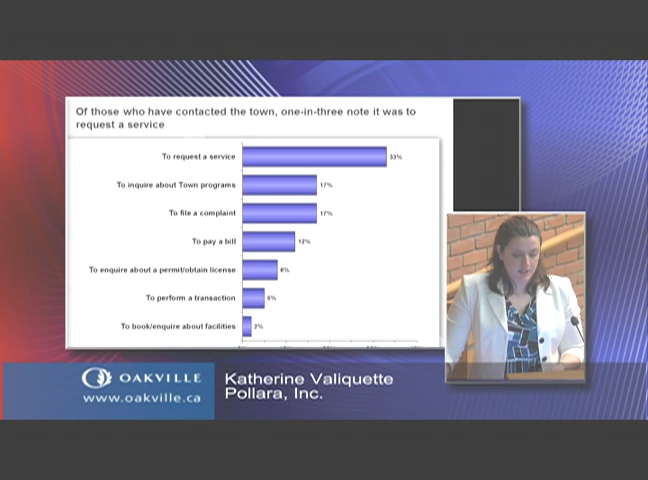 Of those who have contacted the town, one-in-three note it was to
request a service
To request a service 33%
To inquire about Town programs 17%
To file a complaint 17%
To pay a bill 12%
To enquire about a permit/obtain license 8%
To perform a transaction 5%
To book/enquire about facilities 2%
OAKVILLE
www.oakville.ca
Katherine Valiquette
Pollara, Inc.